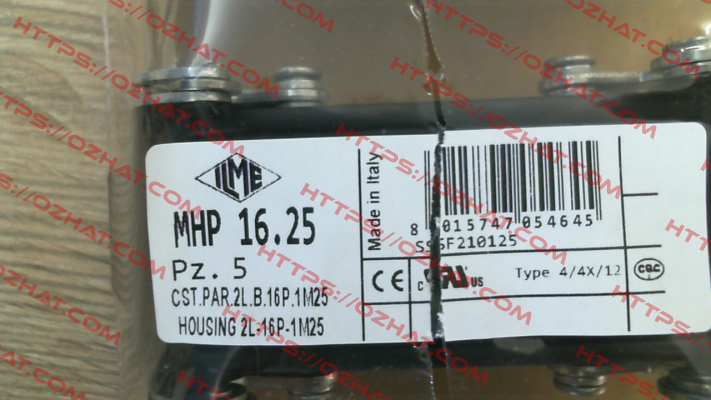 ILME
MHP 16.25
Pz. 5
CST.PAR.2L.B.16P.1M25
HOUSING 2L-16P-1M25
Made in Italy
8 015747 054645
210125
CE
c US
Type 4/4X/12
HTTPS://OZHAT.COM